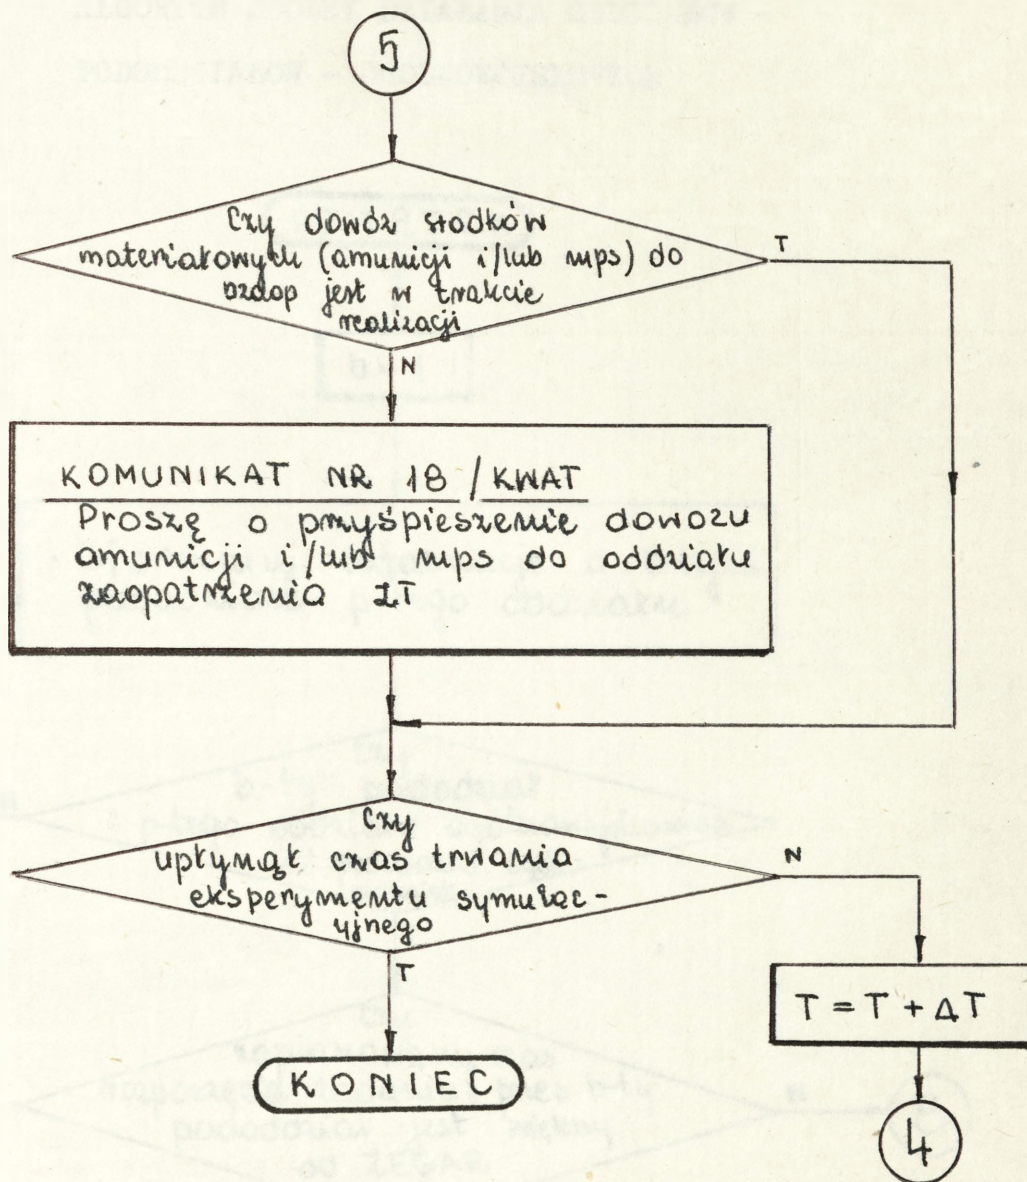 5
Czy dowóz środków
materiałowych (amunicji i/lub mps) do
ozdop jest w trakcie
realizacji
T
N
KOMUNIKAT NR 18 / KWAT
Proszę o przyśpieszenie dowozu
amunicji i/lub mps do oddziału
zaopatrzenia ZT
Czy
upłynął czas trwania
eksperymentu symulac-
yjnego
N
T
T = T + ΔT
KONIEC
4